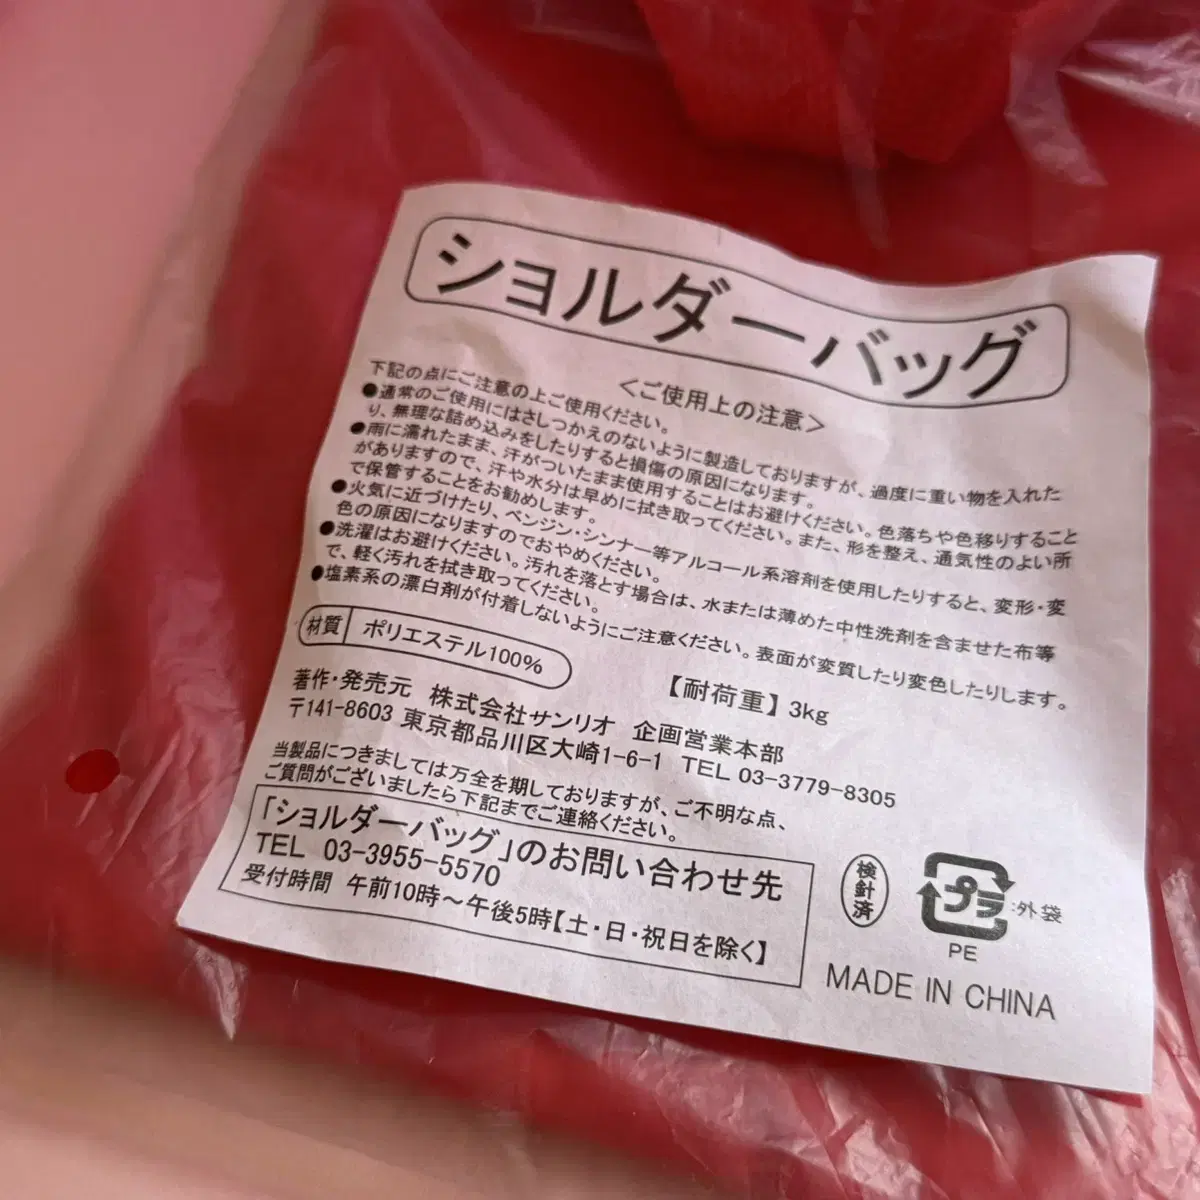 ショルダーバッグ
<ご使用上の注意>
下記の点にご注意の上ご使用ください。
●通常のご使用にはさしつかえのないように製造しておりますが、過度に重い物を入れた
り、無理な詰め込みをしたりすると損傷の原因になります。
●雨に濡れたまま、汗がついたまま使用することはお避けください。色落ちや色移りすること
がありますので、汗や水分は早めに拭き取ってください。また、形を整え、通気性のよい所
で保管することをお勧めします。
●火気に近づけたり、ベンジン・シンナー等アルコール系溶剤を使用したりすると、変形・変
色の原因になりますのでおやめください。
●洗濯はお避けください。汚れを落とす場合は、水または薄めた中性洗剤を含ませた布等
で、軽く汚れを拭き取ってください。
●塩素系の漂白剤が付着しないようにご注意ください。表面が変質したり変色したりします。
材質 ポリエステル100% 【耐荷重】3kg
著作・発売元 株式会社サンリオ 企画営業本部
〒141-8603 東京都品川区大崎1-6-1 TEL 03-3779-8305
当製品につきましては万全を期しておりますが、ご不明な点、
ご質問がございましたら下記までご連絡ください。
「ショルダーバッグ」のお問い合わせ先
TEL 03-3955-5570
受付時間 午前10時~午後5時【土・日・祝日を除く】
検針済
プラ:外袋
PE
MADE IN CHINA